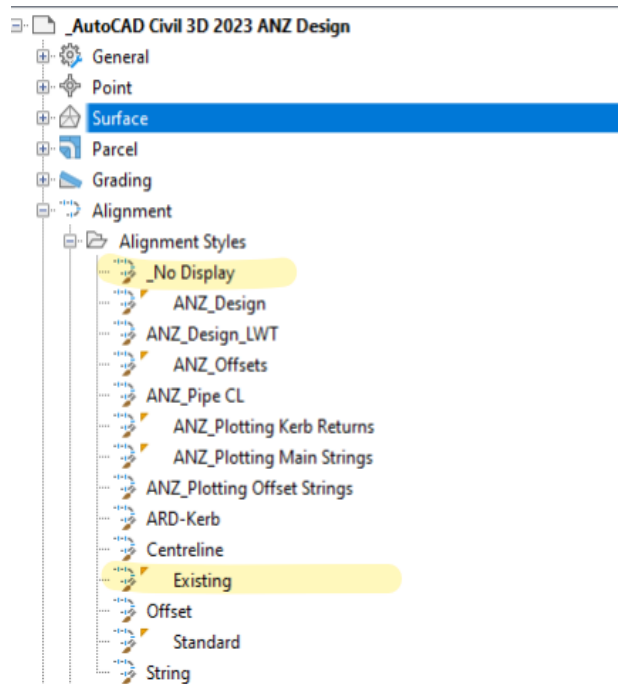 _AutoCAD Civil 3D 2023 ANZ Design
General
Point
Surface
Parcel
Grading
Alignment
Alignment Styles
_No Display
ANZ_Design
ANZ_Design_LWT
ANZ_Offsets
ANZ_Pipe CL
ANZ_Plotting Kerb Returns
ANZ_Plotting Main Strings
ANZ_Plotting Offset Strings
ARD-Kerb
Centreline
Existing
Offset
Standard
String